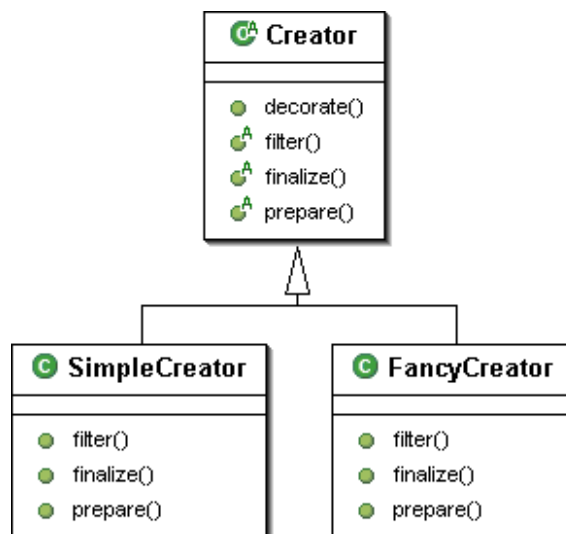 Creator
decorate()
filter()
finalize()
prepare()
SimpleCreator
filter()
finalize()
prepare()
FancyCreator
filter()
finalize()
prepare()